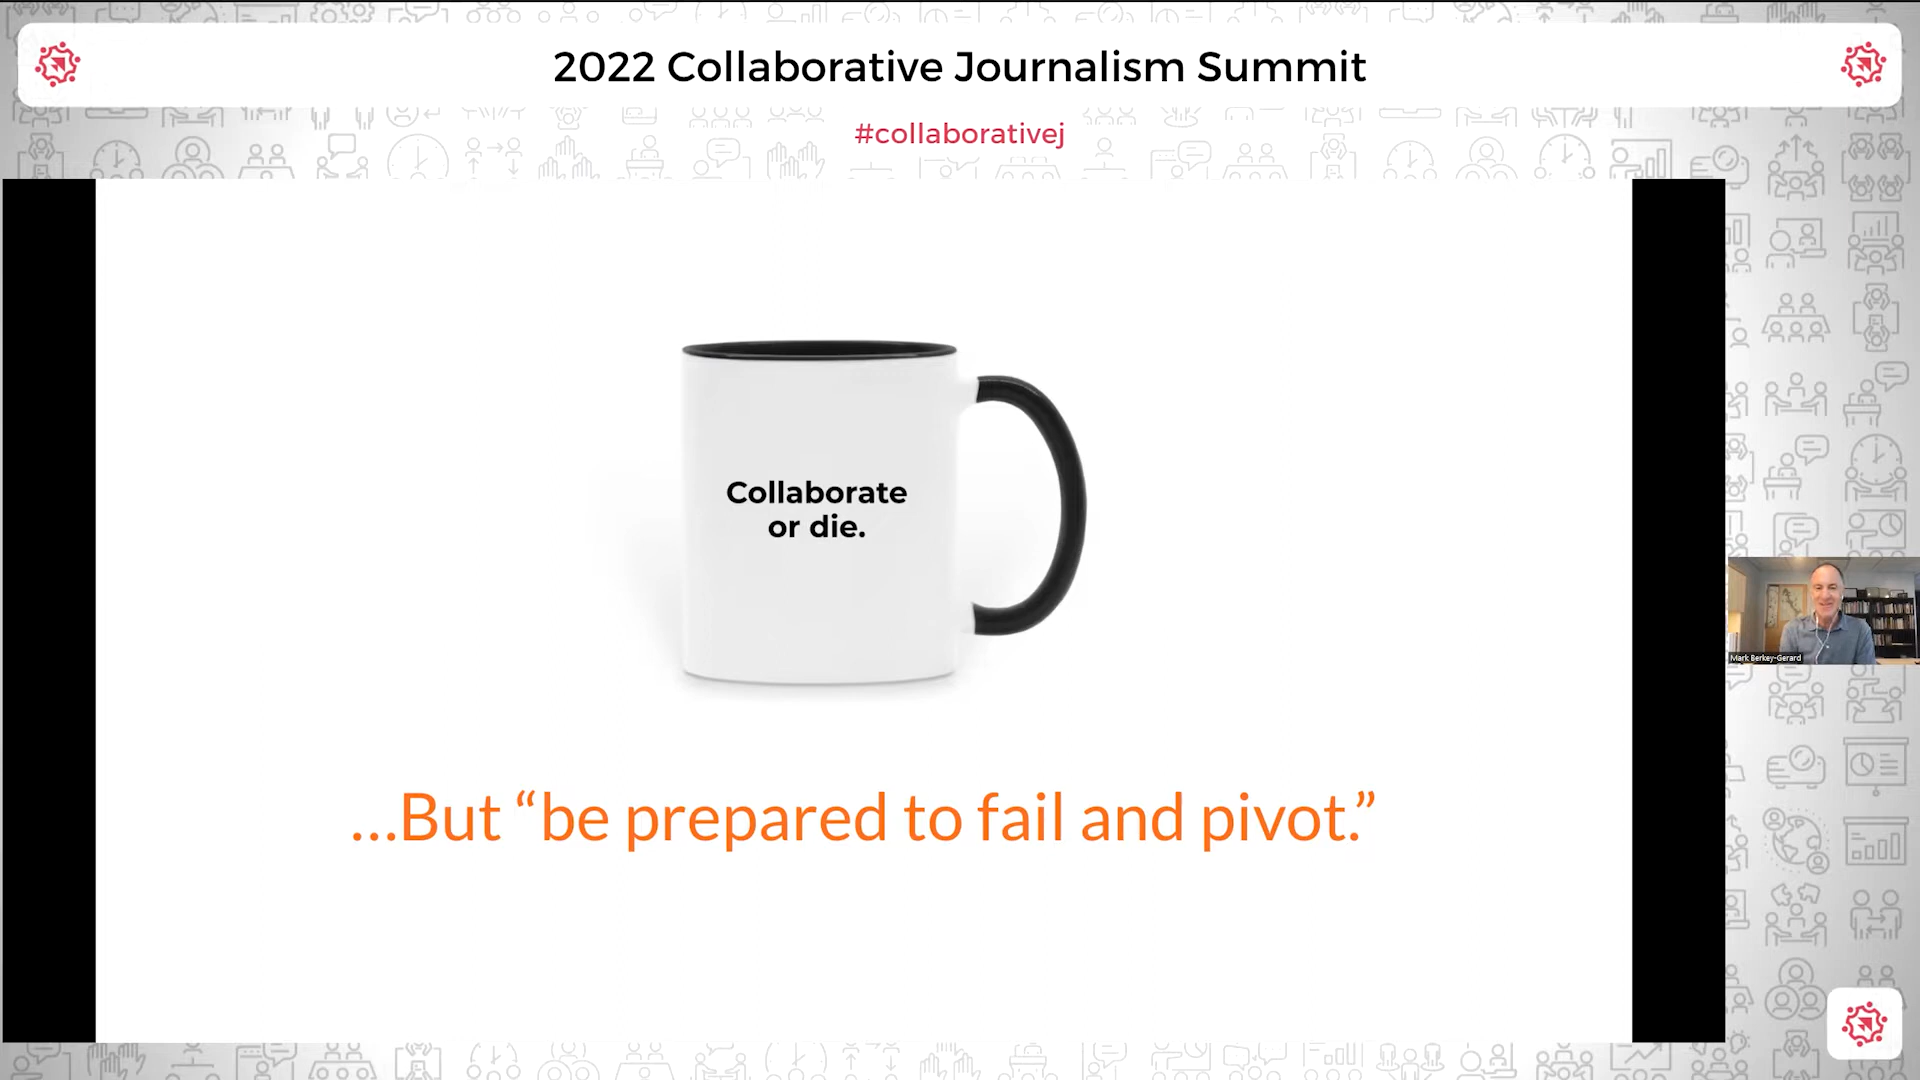 2022 Collaborative Journalism Summit
#collaborativej
Collaborate
or die.
...But “be prepared to fail and pivot.”
Mark Berkey-Gerard